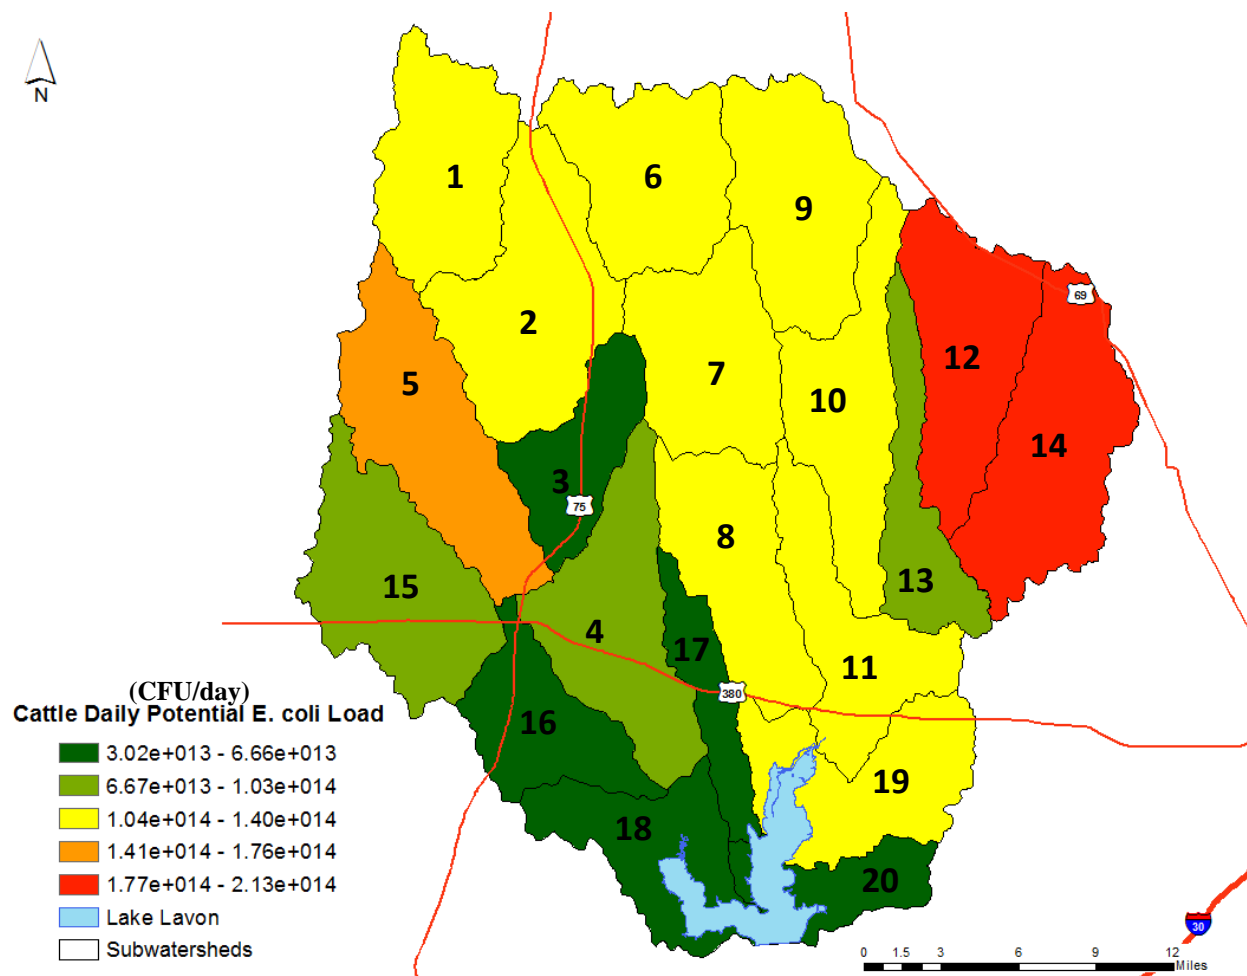 N
1
6
9
2
69
12
5
7
10
14
3
75
8
13
15
4
17
11
(CFU/day)
380
Cattle Daily Potential E. coli Load
16
3.02e+013 - 6.66e+013
6.67e+013 - 1.03e+014
19
1.04e+014 - 1.40e+014
18
1.41e+014 - 1.76e+014
20
1.77e+014 - 2.13e+014
Lake Lavon
30
Subwatersheds
0 1.5 3 6 9 12
Miles